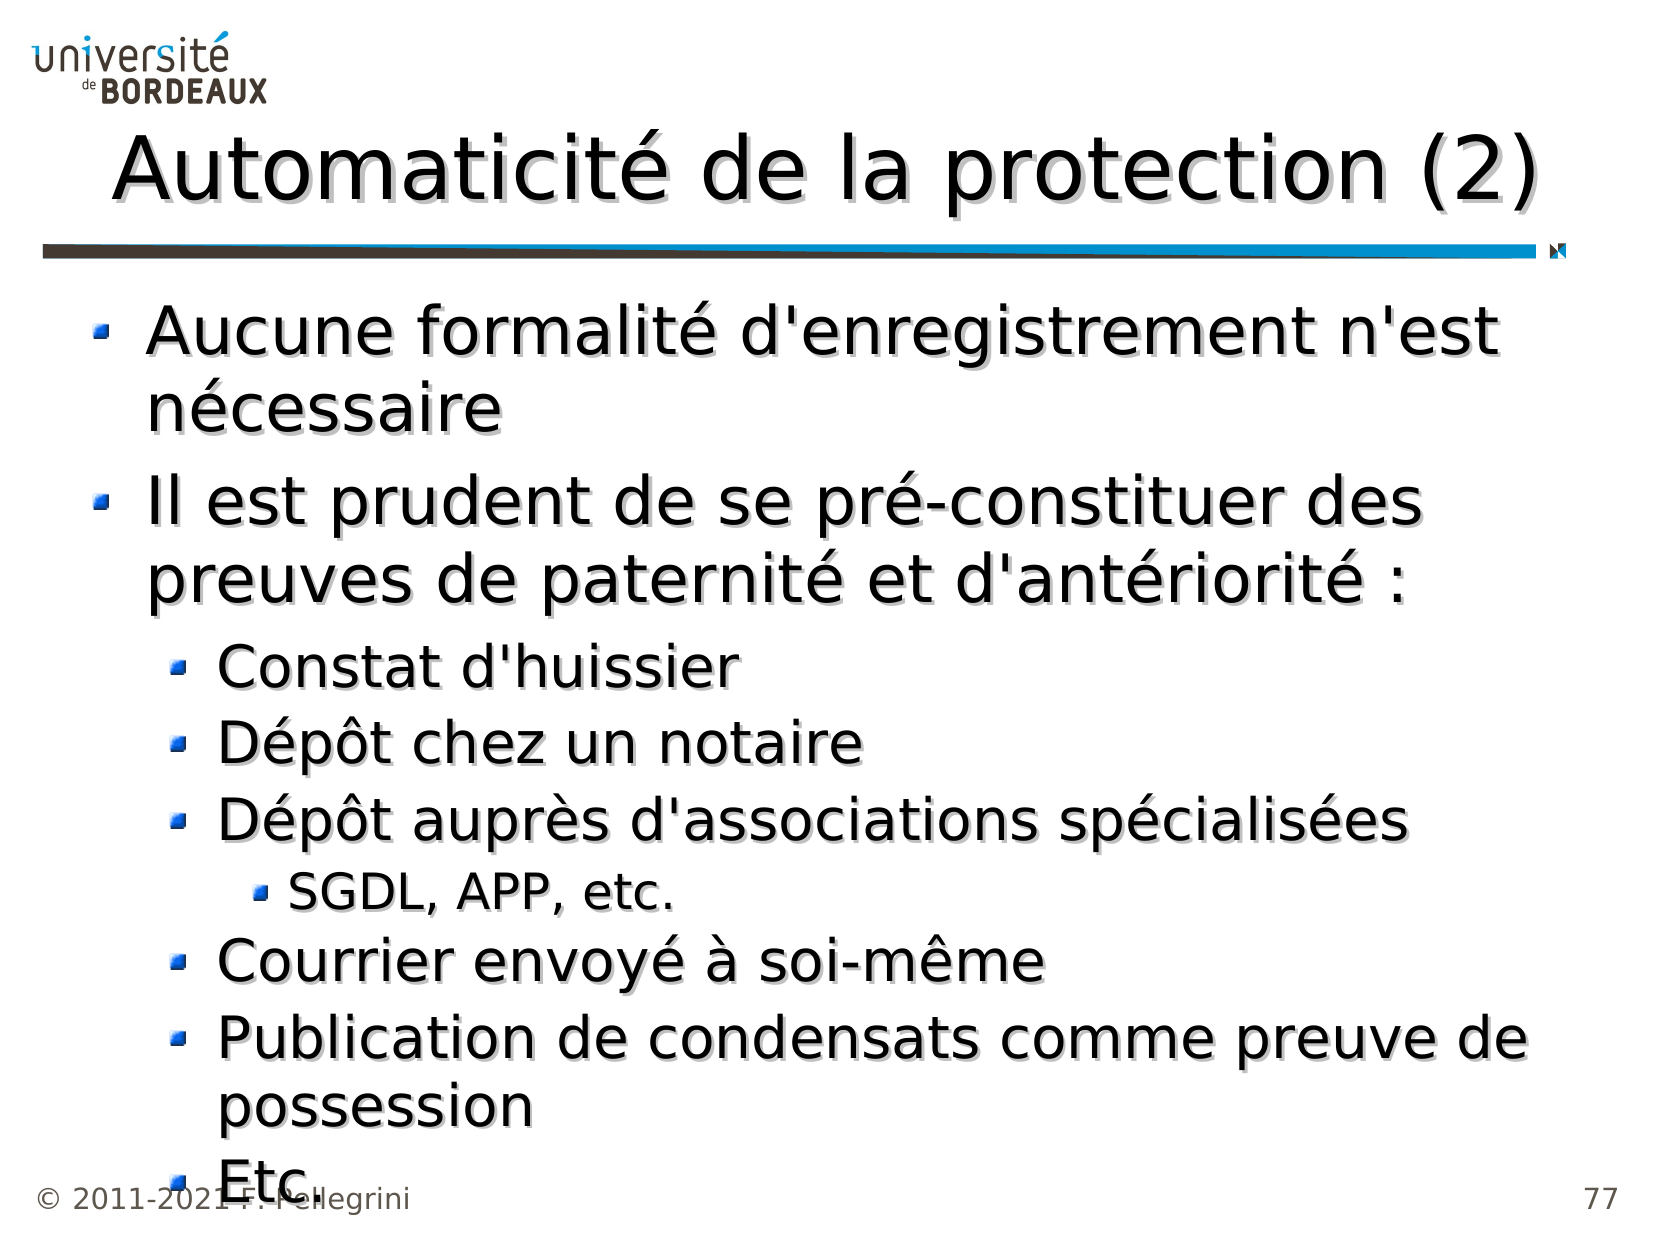 université
de BORDEAUX
Automaticité de la protection (2)
Aucune formalité d'enregistrement n'est
nécessaire
Il est prudent de se pré-constituer des
preuves de paternité et d'antériorité :
Constat d'huissier
Dépôt chez un notaire
Dépôt auprès d'associations spécialisées
SGDL, APP, etc.
Courrier envoyé à soi-même
Publication de condensats comme preuve de
possession
Etc.
© 2011-2021 F. Pellegrini
77